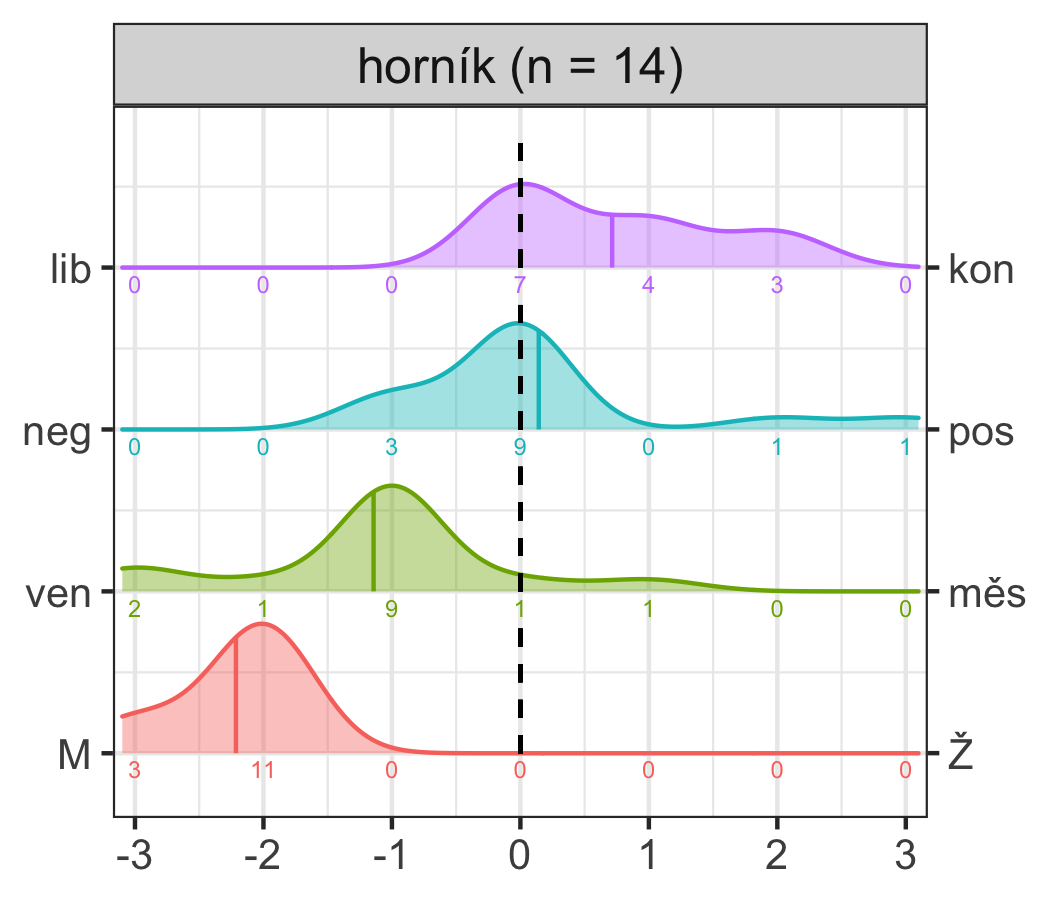 horník (n = 14)
lib kon
0 0 0 7 4 3 0
neg pos
0 0 3 9 0 1 1
ven měs
2 1 9 1 1 0 0
M Ž
3 11 0 0 0 0 0
-3 -2 -1 0 1 2 3